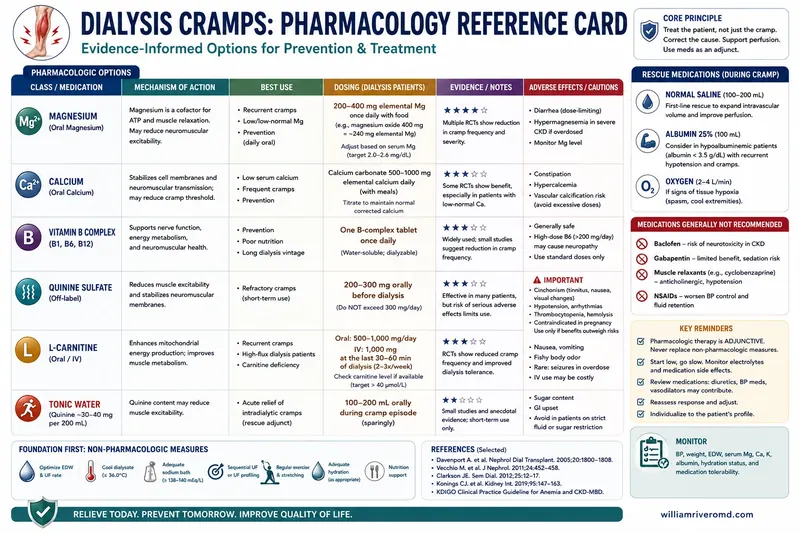 DIALYSIS CRAMPS: PHARMACOLOGY REFERENCE CARD
Evidence-Informed Options for Prevention & Treatment
PHARMACOLOGIC OPTIONS
CLASS / MEDICATION
MECHANISM OF ACTION
BEST USE
DOSING (DIALYSIS PATIENTS)
EVIDENCE / NOTES
ADVERSE EFFECTS / CAUTIONS
Mg²⁺
MAGNESIUM
(Oral Magnesium)
Magnesium is a cofactor for
ATP and muscle relaxation.
May reduce neuromuscular
excitability.
• Recurrent cramps
• Low/low-normal Mg
• Prevention
(daily oral)
200–400 mg elemental Mg
once daily with food
(e.g., magnesium oxide 400 mg
= ~240 mg elemental Mg)
Adjust based on serum Mg
(target 2.0–2.6 mg/dL)
★★★★☆
Multiple RCTs show reduction
in cramp frequency and
severity.
• Diarrhea (dose-limiting)
• Hypermagnesemia in severe
CKD if overdosed
• Monitor Mg level
Ca²⁺
CALCIUM
(Oral Calcium)
Stabilizes cell membranes and
neuromuscular transmission;
may reduce cramp threshold.
• Low serum calcium
• Frequent cramps
• Prevention
Calcium carbonate 500–1000 mg
elemental calcium daily
(with meals)
Titrate to maintain normal
corrected calcium
★★★☆☆
Some RCTs show benefit,
especially in patients with
low-normal Ca.
• Constipation
• Hypercalcemia
• Vascular calcification risk
(avoid excessive doses)
B
VITAMIN B COMPLEX
(B1, B6, B12)
Supports nerve function,
energy metabolism,
and neuromuscular health.
• Prevention
• Poor nutrition
• Long dialysis vintage
One B-complex tablet
once daily
(Water-soluble; dialyzable)
★★★☆☆
Widely used; small studies
suggest reduction in cramp
frequency.
• Generally safe
• High-dose B6 (>200 mg/day)
may cause neuropathy
• Use standard doses only
QUININE SULFATE
(Off-label)
Reduces muscle excitability
and stabilizes neuromuscular
membranes.
• Refractory cramps
(short-term use)
200–300 mg orally
before dialysis
(Do NOT exceed 300 mg/day)
★★★☆☆
Effective in many patients,
but risk of serious adverse
effects limits use.
IMPORTANT
• Cinchonism (tinnitus, nausea,
visual changes)
• Hypotension, arrhythmias
• Thrombocytopenia, hemolysis
• Contraindicated in pregnancy
Use only if benefits outweigh risks
L
L-CARNITINE
(Oral / IV)
Enhances mitochondrial
energy production; improves
muscle metabolism.
• Recurrent cramps
• High-flux dialysis patients
• Carnitine deficiency
Oral: 500–1,000 mg/day
IV: 1,000 mg
at the last 30–60 min
of dialysis (2–3x/week)
Check carnitine level if available
(target > 40 μmol/L)
★★★☆☆
RCTs show reduced cramp
frequency and improved
dialysis tolerance.
• Nausea, vomiting
• Fishy body odor
• Rare: seizures in overdose
• IV use may be costly
TONIC WATER
(Quinine ~30–40 mg
per 200 mL)
Quinine content may reduce
muscle excitability.
• Acute relief of
intradialytic cramps
(rescue adjunct)
100–200 mL orally
during cramp episode
(sparingly)
★★☆☆☆
Small studies and anecdotal
evidence; short-term use
only.
• Sugar content
• GI upset
• Avoid in patients on strict
fluid or sugar restriction
CORE PRINCIPLE
Treat the patient, not just the cramp.
Correct the cause. Support perfusion.
Use meds as an adjunct.
RESCUE MEDICATIONS (DURING CRAMP)
NORMAL SALINE (100–200 mL)
First-line rescue to expand intravascular
volume and improve perfusion.
ALBUMIN 25% (100 mL)
Consider in hypoalbuminemic patients
(albumin < 3.5 g/dL) with recurrent
hypotension and cramps.
O₂
OXYGEN (2–4 L/min)
If signs of tissue hypoxia
(spasm, cool extremities).
MEDICATIONS GENERALLY NOT RECOMMENDED
Baclofen – risk of neurotoxicity in CKD
Gabapentin – limited benefit, sedation risk
Muscle relaxants (e.g., cyclobenzaprine)
– anticholinergic, hypotension
NSAIDs – worsen BP control and
fluid retention
KEY REMINDERS
Pharmacologic therapy is ADJUNCTIVE.
Never replace non-pharmacologic measures.
Start low, go slow. Monitor electrolytes
and medication side effects.
Review medications: diuretics, BP meds,
vasodilators may contribute.
Reassess response and adjust.
Individualize to the patient's profile.
MONITOR
BP, weight, EDW, serum Mg, Ca, K,
albumin, hydration status, and
medication tolerability.
FOUNDATION FIRST: NON-PHARMACOLOGIC MEASURES
Optimize EDW
& UF rate
Cool dialysate
(≤ 36.0°C)
Adequate
sodium bath
(≥ 138–140 mEq/L)
Sequential UF
or UF profiling
Regular exercise
& stretching
Adequate
hydration
(as appropriate)
Nutrition
support
REFERENCES (Selected)
• Davenport A. et al. Nephrol Dial Transplant. 2005;20:1800–1808.
• Vecchio M, et al. J Nephrol. 2011;24:452–458.
• Clarkson JE. Sem Dial. 2012;25:12–17.
• Konings CJ, et al. Kidney Int. 2019;95:147–163.
• KDIGO Clinical Practice Guideline for Anemia and CKD-MBD.
RELIEVE TODAY. PREVENT TOMORROW. IMPROVE QUALITY OF LIFE.
williamriveromd.com